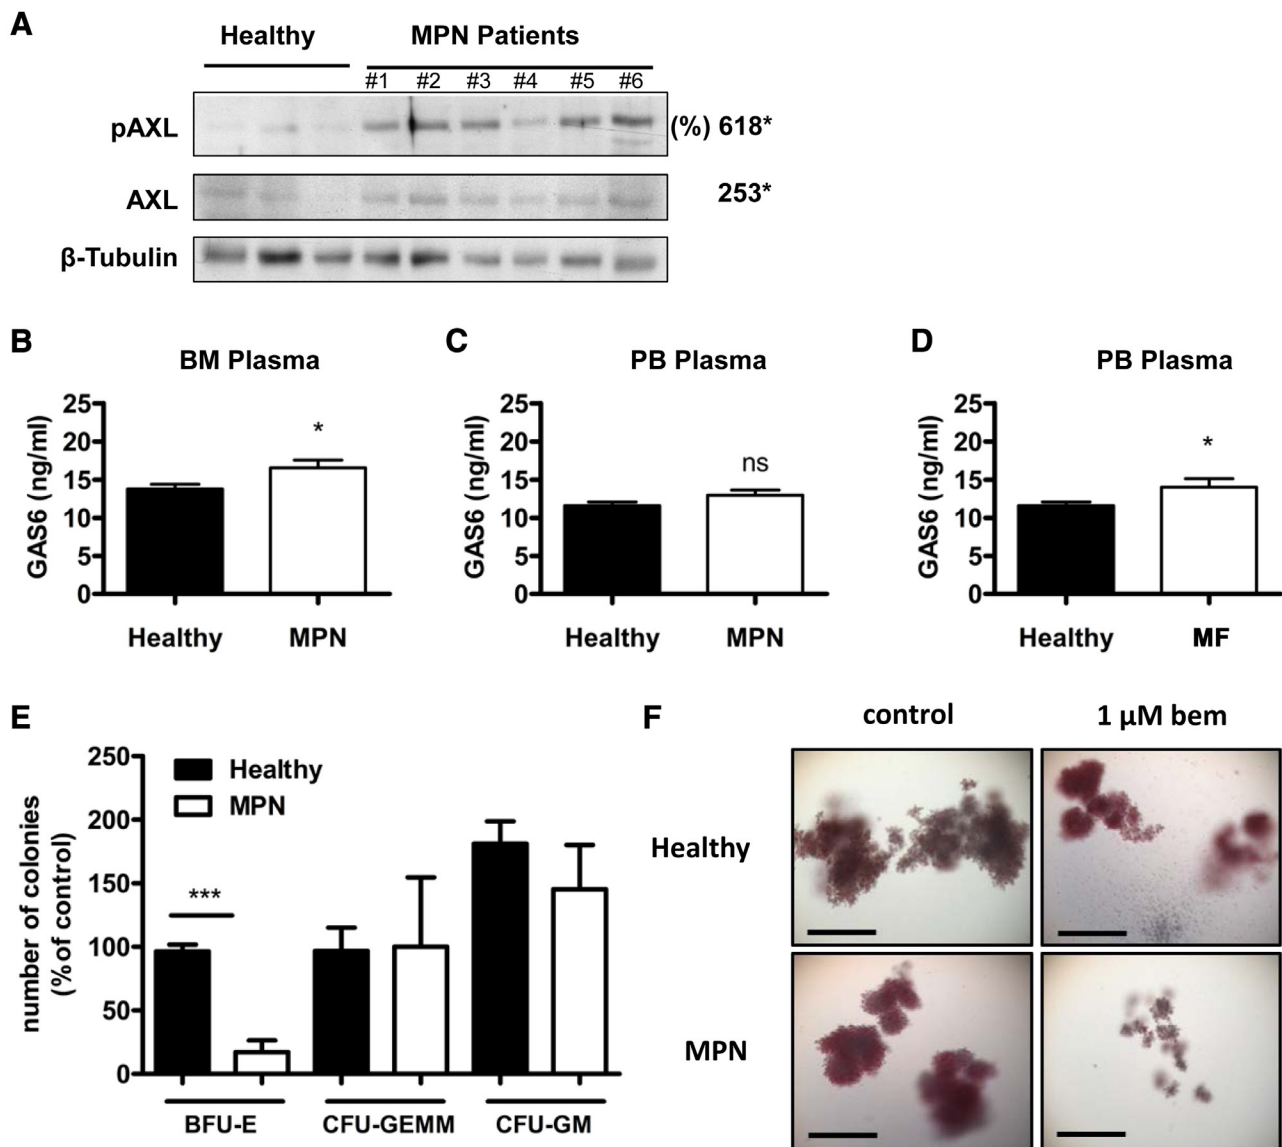 A
Healthy MPN Patients
#1 #2 #3 #4 #5 #6
pAXL (%) 618*
AXL 253*
β-Tubulin
B
BM Plasma
GAS6 (ng/ml)
25
20
15
10
5
0
*
Healthy MPN
C
PB Plasma
GAS6 (ng/ml)
25
20
15
10
5
0
ns
Healthy MPN
D
PB Plasma
GAS6 (ng/ml)
25
20
15
10
5
0
*
Healthy MF
E
number of colonies
(% of control)
250
200
150
100
50
0
Healthy
MPN
***
BFU-E CFU-GEMM CFU-GM
F
control 1 µM bem
Healthy
MPN